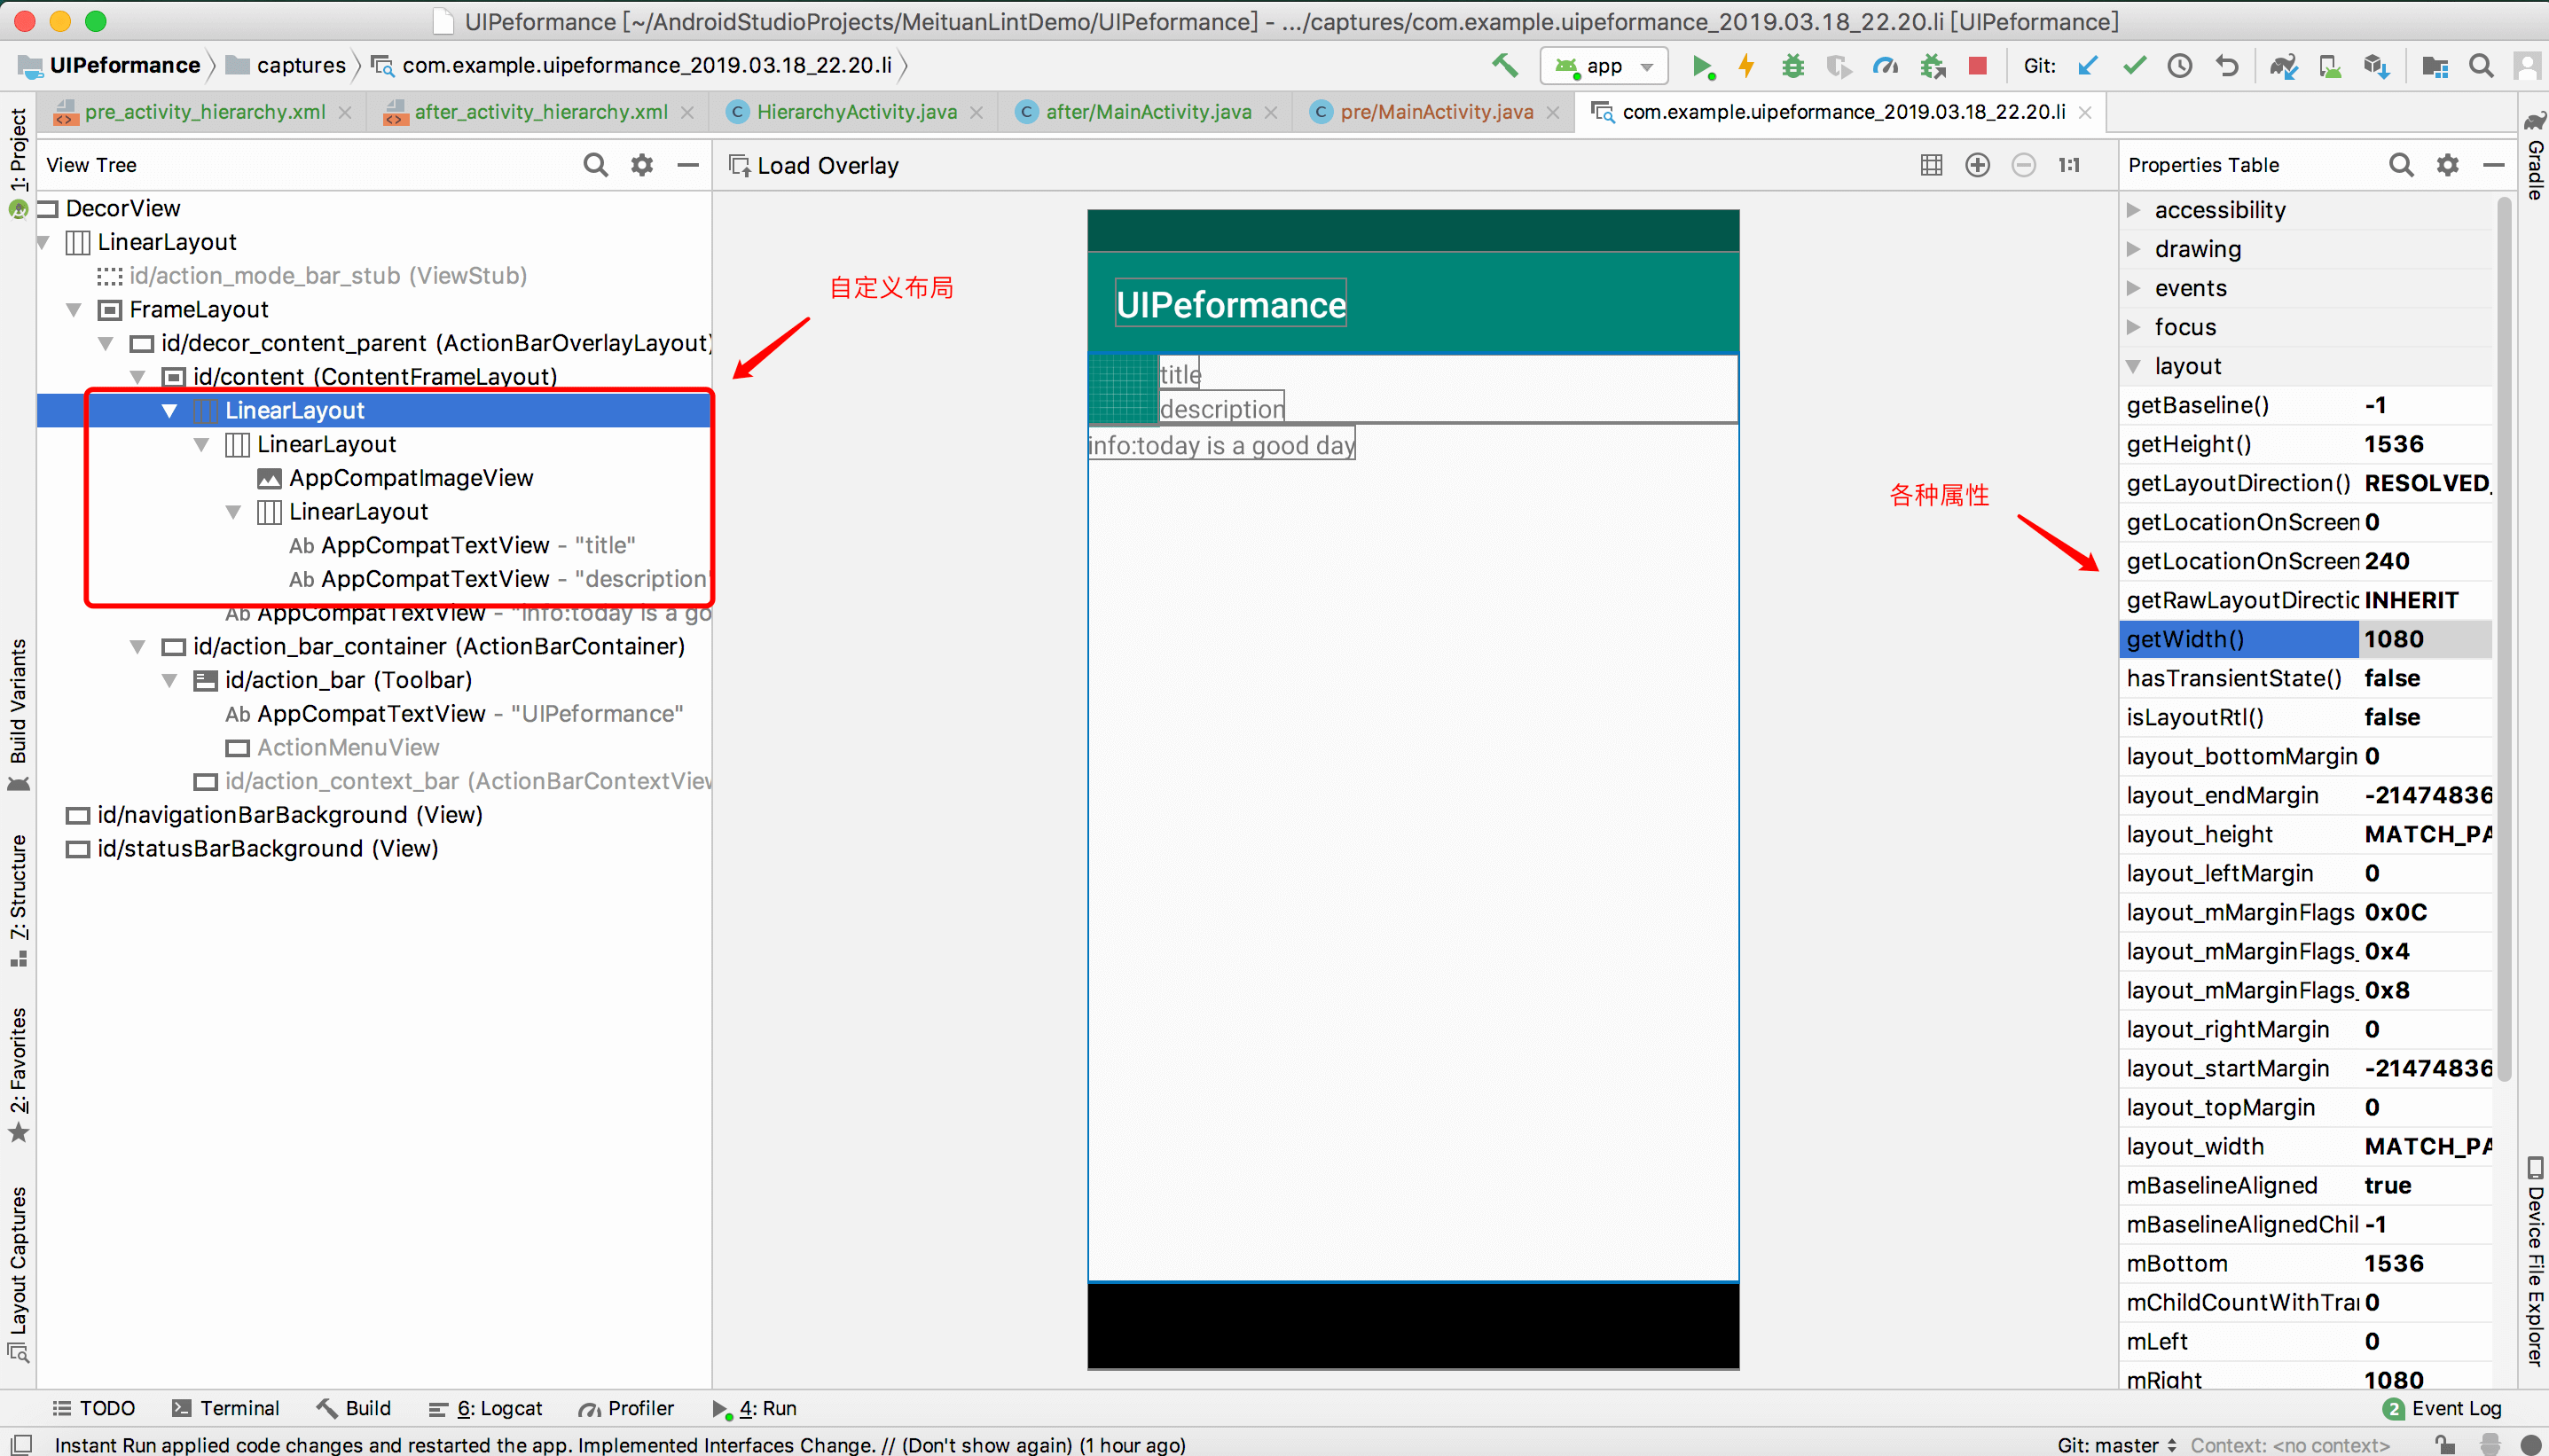 UIPeformance [~/AndroidStudioProjects/MeituanLintDemo/UIPeformance] - .../captures/com.example.uipeformance_2019.03.18_22.20.li [UIPeformance]
UIPeformance captures com.example.uipeformance_2019.03.18_22.20.li app Git:
pre_activity_hierarchy.xml after_activity_hierarchy.xml HierarchyActivity.java after/MainActivity.java pre/MainActivity.java com.example.uipeformance_2019.03.18_22.20.li
1: Project
Build Variants
7: Structure
2: Favorites
Layout Captures
View Tree
DecorView
LinearLayout
id/action_mode_bar_stub (ViewStub)
FrameLayout
id/decor_content_parent (ActionBarOverlayLayout)
id/content (ContentFrameLayout)
LinearLayout
LinearLayout
AppCompatImageView
LinearLayout
Ab AppCompatTextView - "title"
Ab AppCompatTextView - "description"
Ab AppCompatTextView - "info:today is a go
id/action_bar_container (ActionBarContainer)
id/action_bar (Toolbar)
Ab AppCompatTextView - "UIPeformance"
ActionMenuView
id/action_context_bar (ActionBarContextView
id/navigationBarBackground (View)
id/statusBarBackground (View)
Load Overlay
1:1
自定义布局
UIPeformance
title
description
info:today is a good day
各种属性
Properties Table
accessibility
drawing
events
focus
layout
getBaseline() -1
getHeight() 1536
getLayoutDirection() RESOLVED_
getLocationOnScreen 0
getLocationOnScreen 240
getRawLayoutDirectic INHERIT
getWidth() 1080
hasTransientState() false
isLayoutRtl() false
layout_bottomMargin 0
layout_endMargin -21474836
layout_height MATCH_PA
layout_leftMargin 0
layout_mMarginFlags 0x0C
layout_mMarginFlags_ 0x4
layout_mMarginFlags_ 0x8
layout_rightMargin 0
layout_startMargin -21474836
layout_topMargin 0
layout_width MATCH_PA
mBaselineAligned true
mBaselineAlignedChil -1
mBottom 1536
mChildCountWithTrai 0
mLeft 0
mRight 1080
Gradle
Device File Explorer
TODO Terminal Build 6: Logcat Profiler 4: Run 2 Event Log
Instant Run applied code changes and restarted the app. Implemented Interfaces Change. // (Don't show again) (1 hour ago) Git: master Context: <no context>